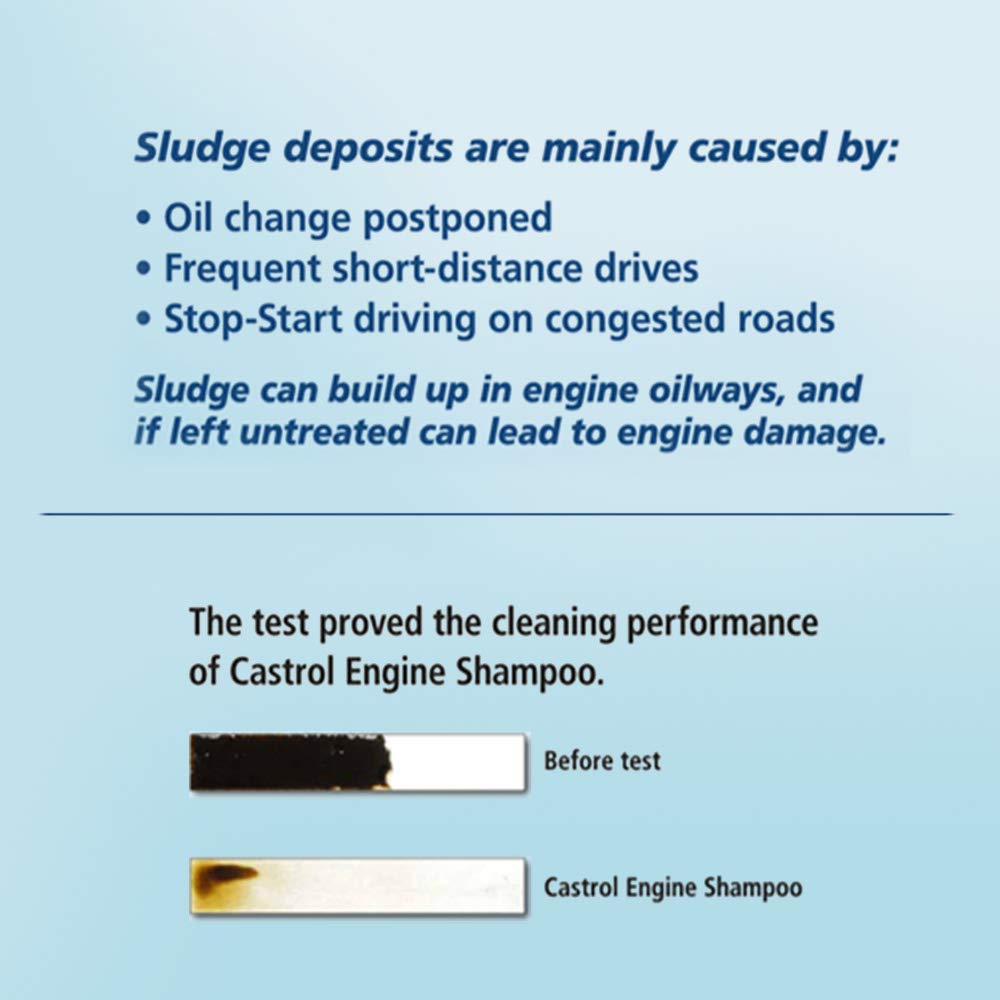 Sludge deposits are mainly caused by:
• Oil change postponed
• Frequent short-distance drives
• Stop-Start driving on congested roads
Sludge can build up in engine oilways, and
if left untreated can lead to engine damage.
The test proved the cleaning performance
of Castrol Engine Shampoo.
Before test
Castrol Engine Shampoo